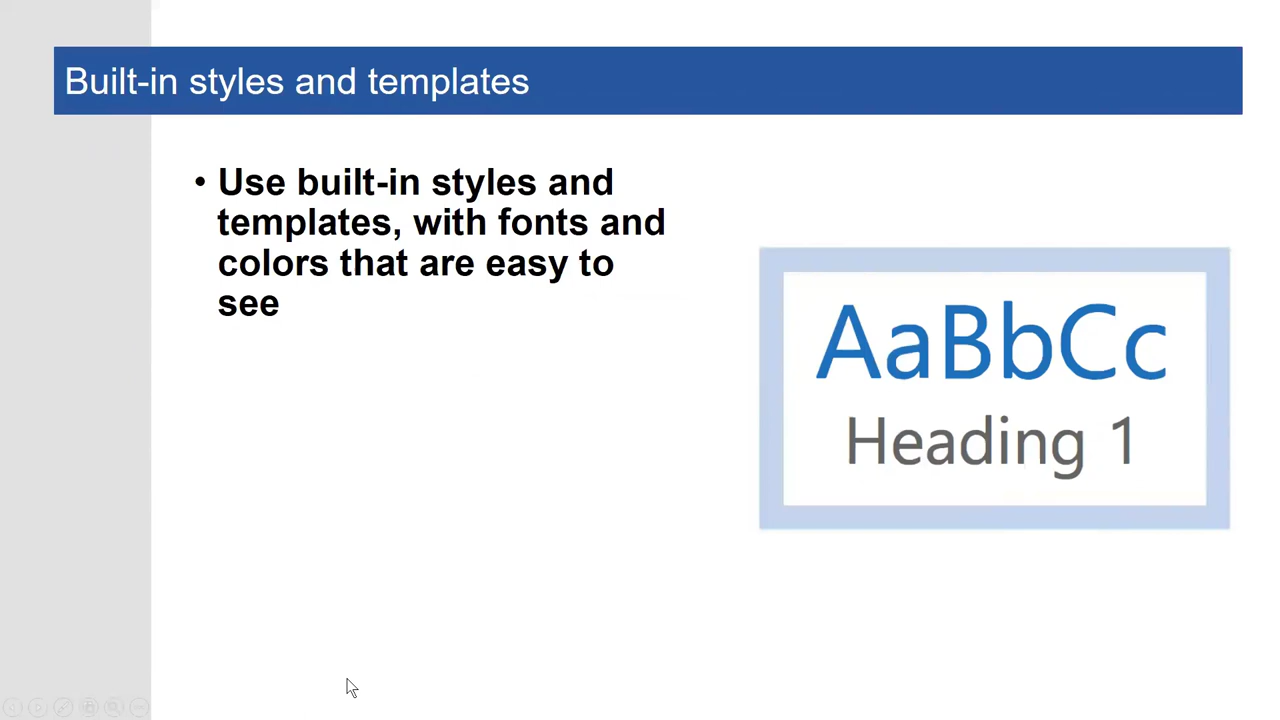 Built-in styles and templates
• Use built-in styles and
templates, with fonts and
colors that are easy to
see
AaBbCc
Heading 1